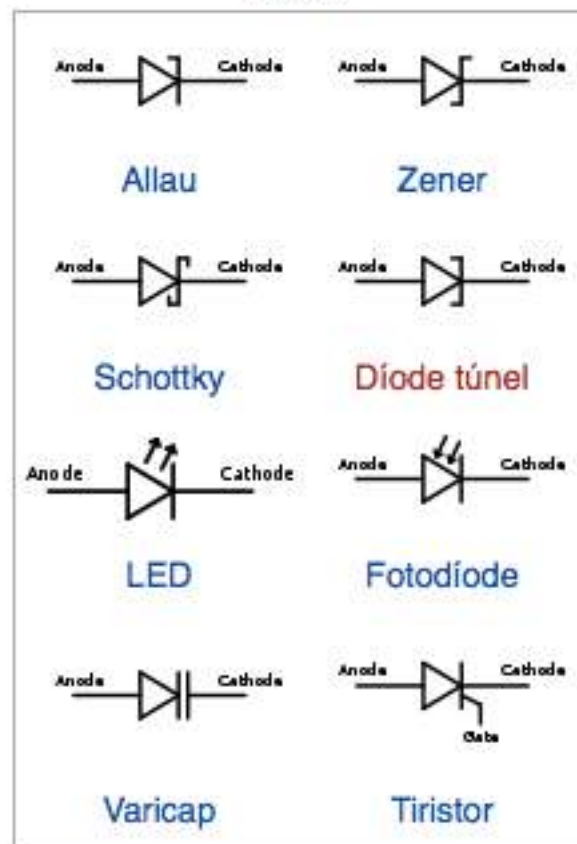 Anode Cathode Anode Cathode
Allau Zener
Anode Cathode Anode Cathode
Schottky Díode túnel
Anode Cathode Anode Cathode
LED Fotodíode
Anode Cathode Anode Cathode
Gate
Varicap Tiristor